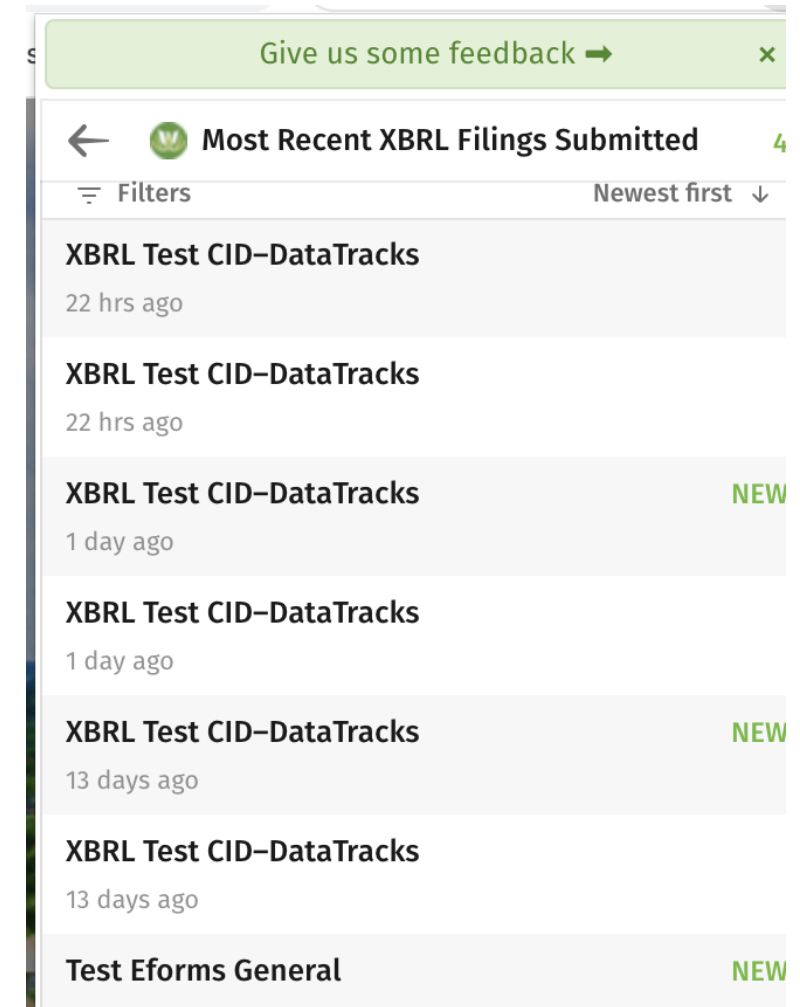 Give us some feedback ➡ ×
Most Recent XBRL Filings Submitted 4
Filters Newest first ↓
XBRL Test CID–DataTracks
22 hrs ago
XBRL Test CID–DataTracks
22 hrs ago
XBRL Test CID–DataTracks NEW
1 day ago
XBRL Test CID–DataTracks
1 day ago
XBRL Test CID–DataTracks NEW
13 days ago
XBRL Test CID–DataTracks
13 days ago
Test Eforms General NEW